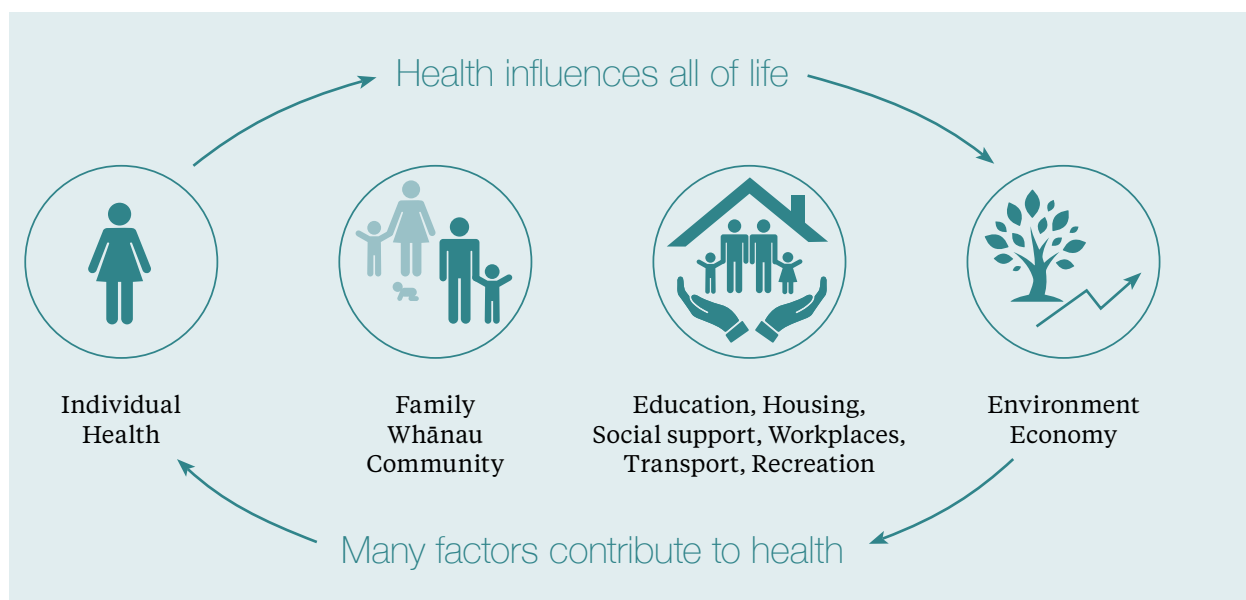 Health influences all of life
Individual
Health
Family
Whānau
Community
Education, Housing,
Social support, Workplaces,
Transport, Recreation
Environment
Economy
Many factors contribute to health